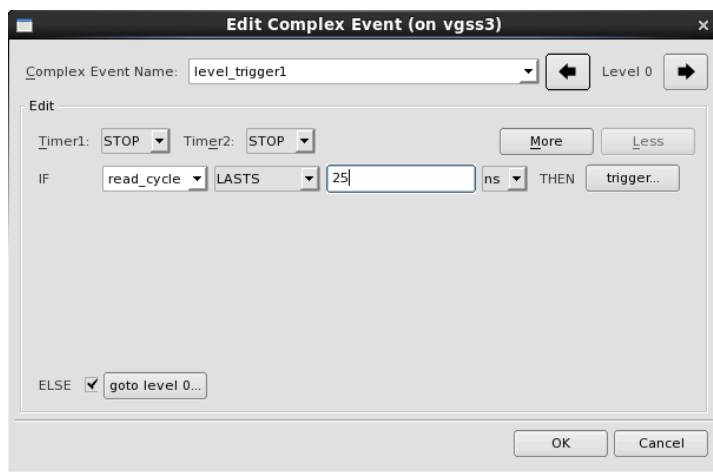 Edit Complex Event (on vgss3)
Complex Event Name: level_trigger1 Level 0
Edit
Timer1: STOP Timer2: STOP More Less
IF read_cycle LASTS 25 ns THEN trigger...
ELSE goto level 0...
OK Cancel